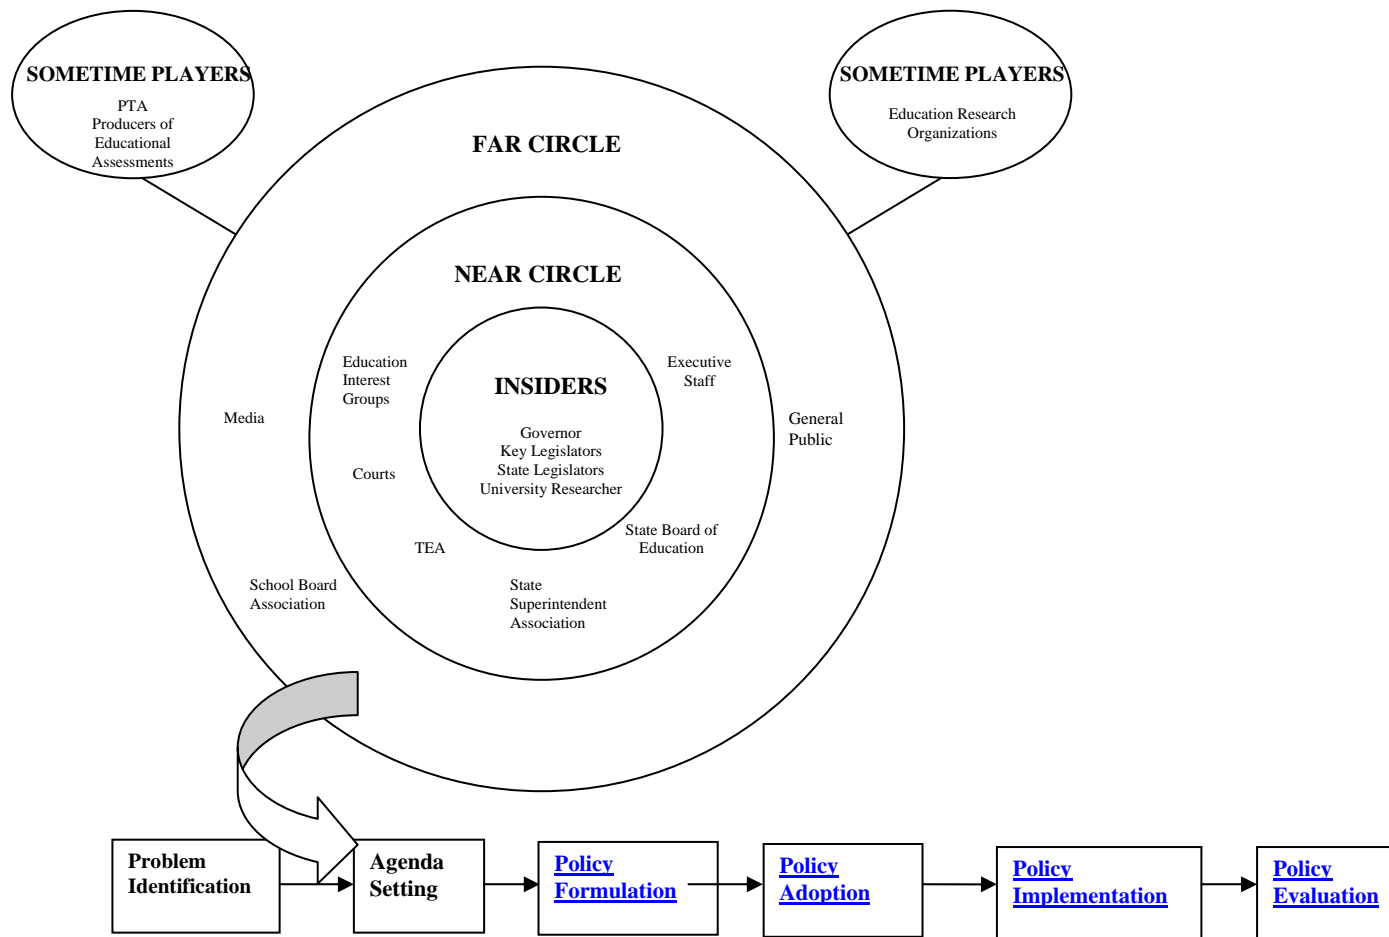 SOMETIME PLAYERS
PTA
Producers of
Educational
Assessments
SOMETIME PLAYERS
Education Research
Organizations
FAR CIRCLE
NEAR CIRCLE
INSIDERS
Governor
Key Legislators
State Legislators
University Researcher
Education
Interest
Groups
Executive
Staff
Media
General
Public
Courts
TEA
State Board of
Education
School Board
Association
State
Superintendent
Association
Problem
Identification
Agenda
Setting
Policy
Formulation
Policy
Adoption
Policy
Implementation
Policy
Evaluation